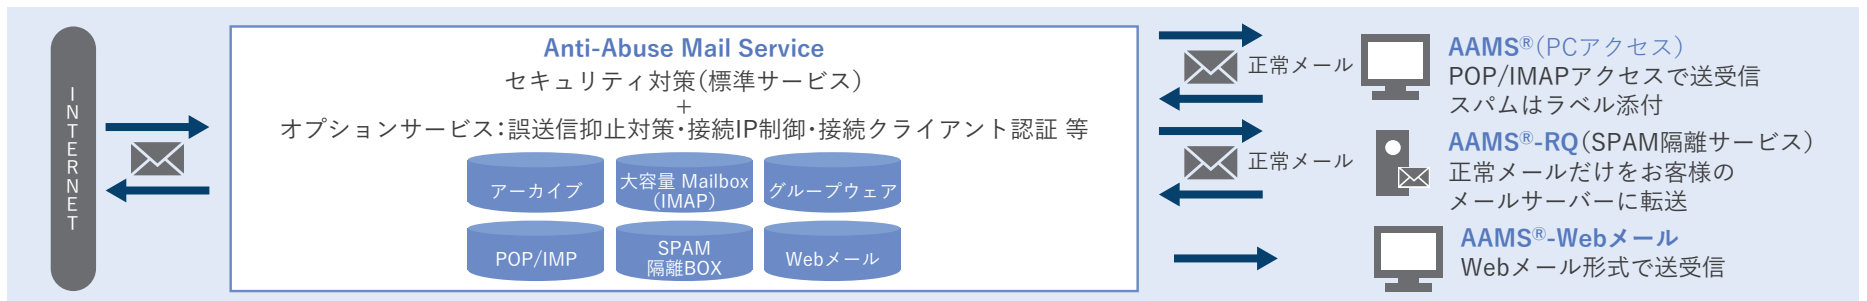 INTERNET
Anti-Abuse Mail Service
セキュリティ対策(標準サービス)
+
オプションサービス:誤送信抑止対策・接続IP制御・接続クライアント認証 等
アーカイブ
大容量 Mailbox
(IMAP)
グループウェア
POP/IMP
SPAM
隔離BOX
Webメール
正常メール
正常メール
AAMS®(PCアクセス)
POP/IMAPアクセスで送受信
スパムはラベル添付
AAMS®-RQ(SPAM隔離サービス)
正常メールだけをお客様の
メールサーバーに転送
AAMS®-Webメール
Webメール形式で送受信